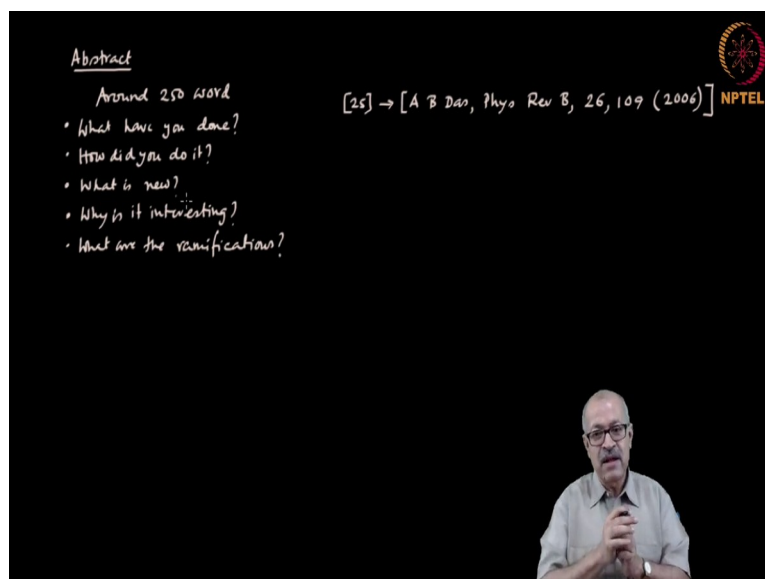 Abstract
Around 250 word
[25] → [A B Das, Phys Rev B, 26, 109 (2006)]
NPTEL
• What have you done?
• How did you do it?
• What is new?
• Why is it interesting?
• What are the ramifications?